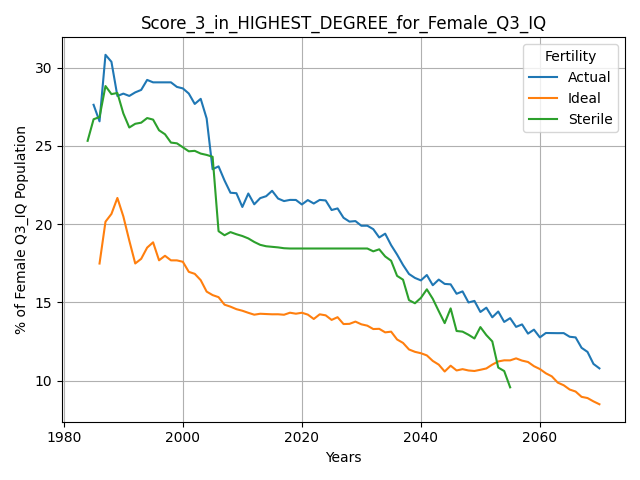 Score_3_in_HIGHEST_DEGREE_for_Female_Q3_IQ
Fertility
Actual
Ideal
Sterile
% of Female Q3_IQ Population
30
25
20
15
10
1980
2000
2020
2040
2060
Years